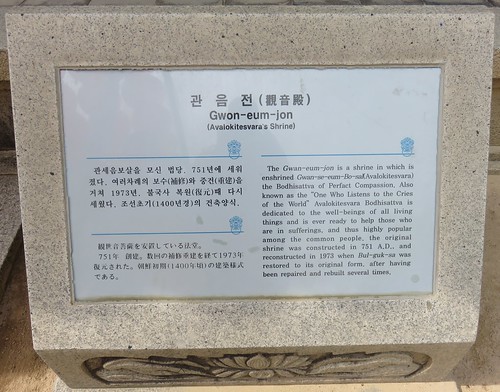 관 음 전 (觀音殿)
Gwon-eum-jon
(Avalokitesvara's Shrine)
관세음보살을 모신 법당. 751년에 세워
졌다. 여러차례의 보수(補修)와 중건(重建)을
거쳐 1973년, 불국사 복원(復元)때 다시
세웠다. 조선초기(1400년경)의 건축양식.
観世音菩薩を安置している法堂。
751年 創建。数回の補修重建を経て1973年
復元された。朝鮮初期(1400年頃)の建築様式
である。
The Gwan-eum-jeon is a shrine in which is
enshrined Gwan-se-eum-Bo-sal(Avalokitesvara)
the Bodhisattva of Perfact Compassion. Also
known as the "One Who Listens to the Cries
of the World" Avalokitesvara Bodhisattva is
dedicated to the well-beings of all living
things and is ever ready to help those who
are in sufferings, and thus highly popular
among the common people, the original
shrine was constructed in 751 A.D., and
reconstructed in 1973 when Bul-guk-sa was
restored to its original form, after having
been repaired and rebuilt several times.